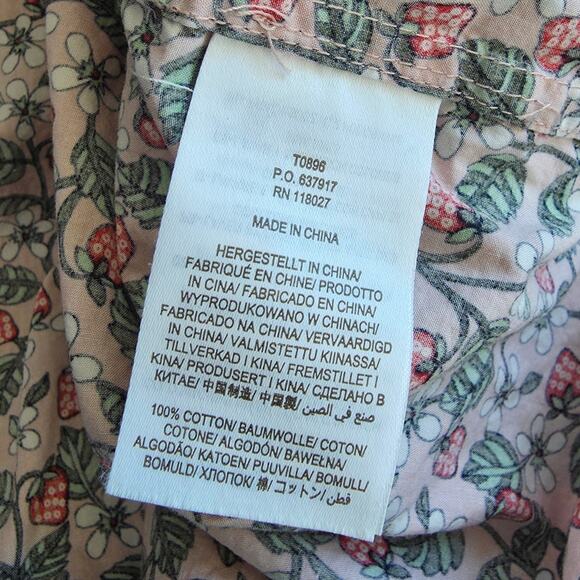 T0896
P.O. 637917
RN 118027
MADE IN CHINA
HERGESTELLT IN CHINA/
FABRIQUÉ EN CHINE/ PRODOTTO
IN CINA/ FABRICADO EN CHINA/
WYPRODUKOWANO W CHINACH/
FABRICADO NA CHINA/ VERVAARDIGD
IN CHINA/ VALMISTETTU KIINASSA/
TILLVERKAD I KINA/ FREMSTILLET I
KINA/ PRODUSERT I KINA/ СДЕЛАНО В
КИТАЕ/ 中国制造/ 中国製/ صنع في الصين/
100% COTTON/ BAUMWOLLE/ COTON/
COTONE/ ALGODÓN/ BAWEŁNA/
ALGODÃO/ KATOEN/ PUUVILLA/ BOMULL/
BOMULD/ ХЛОПОК/ 棉/ コットン/ قطن/